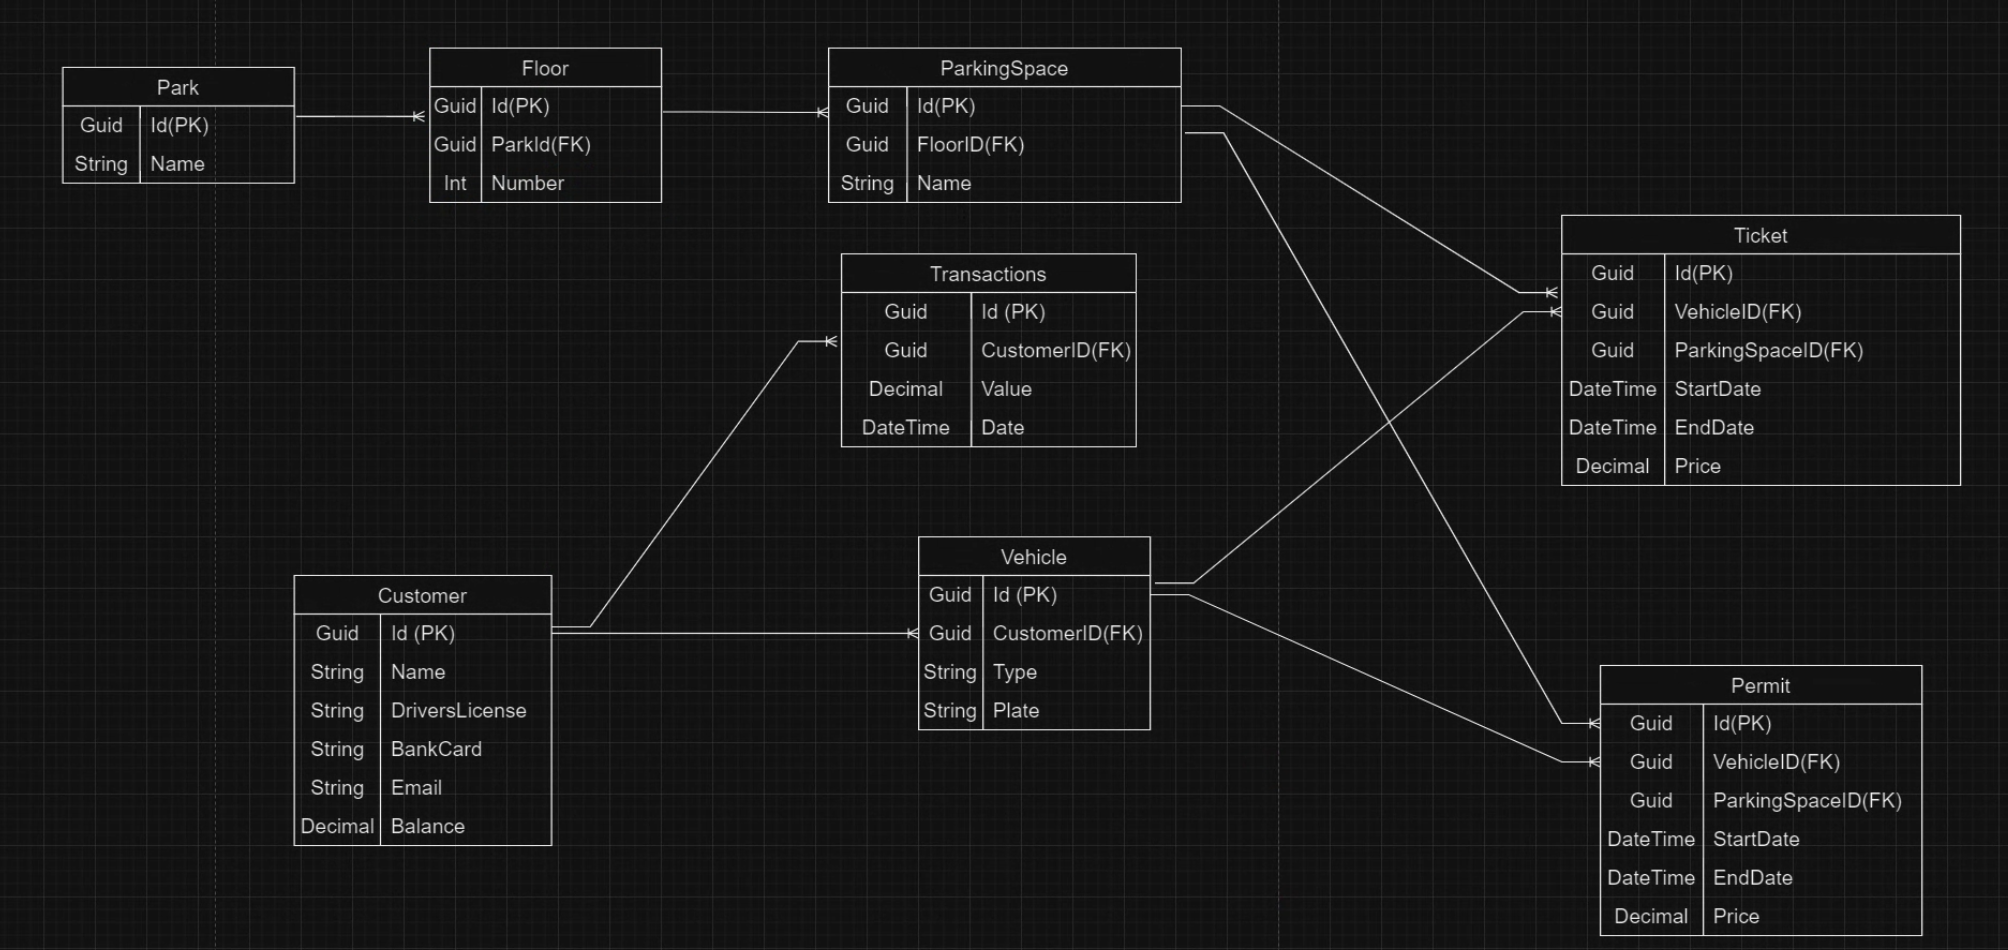 Park
Guid Id(PK)
String Name
Floor
Guid Id(PK)
Guid ParkId(FK)
Int Number
ParkingSpace
Guid Id(PK)
Guid FloorID(FK)
String Name
Ticket
Guid Id(PK)
Guid VehicleID(FK)
Guid ParkingSpaceID(FK)
DateTime StartDate
DateTime EndDate
Decimal Price
Transactions
Guid Id (PK)
Guid CustomerID(FK)
Decimal Value
DateTime Date
Customer
Guid Id (PK)
String Name
String DriversLicense
String BankCard
String Email
Decimal Balance
Vehicle
Guid Id (PK)
Guid CustomerID(FK)
String Type
String Plate
Permit
Guid Id(PK)
Guid VehicleID(FK)
Guid ParkingSpaceID(FK)
DateTime StartDate
DateTime EndDate
Decimal Price